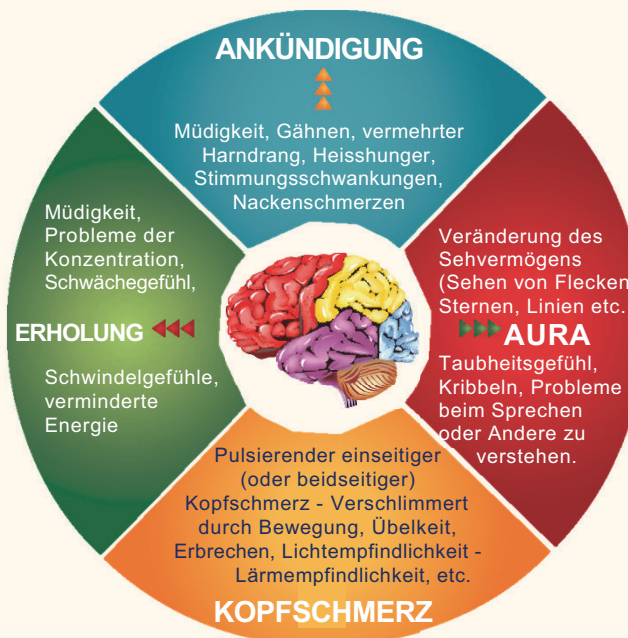 ANKÜNDIGUNG
Müdigkeit, Gähnen, vermehrter
Harndrang, Heisshunger,
Stimmungsschwankungen,
Nackenschmerzen
Veränderung des
Sehvermögens
(Sehen von Flecken
Sternen, Linien etc.
AURA
Taubheitsgefühl,
Kribbeln, Probleme
beim Sprechen
oder Andere zu
verstehen.
Pulsierender einseitiger
(oder beidseitiger)
Kopfschmerz - Verschlimmert
durch Bewegung, Übelkeit,
Erbrechen, Lichtempfindlichkeit -
Lärmempfindlichkeit, etc.
KOPFSCHMERZ
Müdigkeit,
Probleme der
Konzentration,
Schwächegefühl,
ERHOLUNG
Schwindelgefühle,
verminderte
Energie